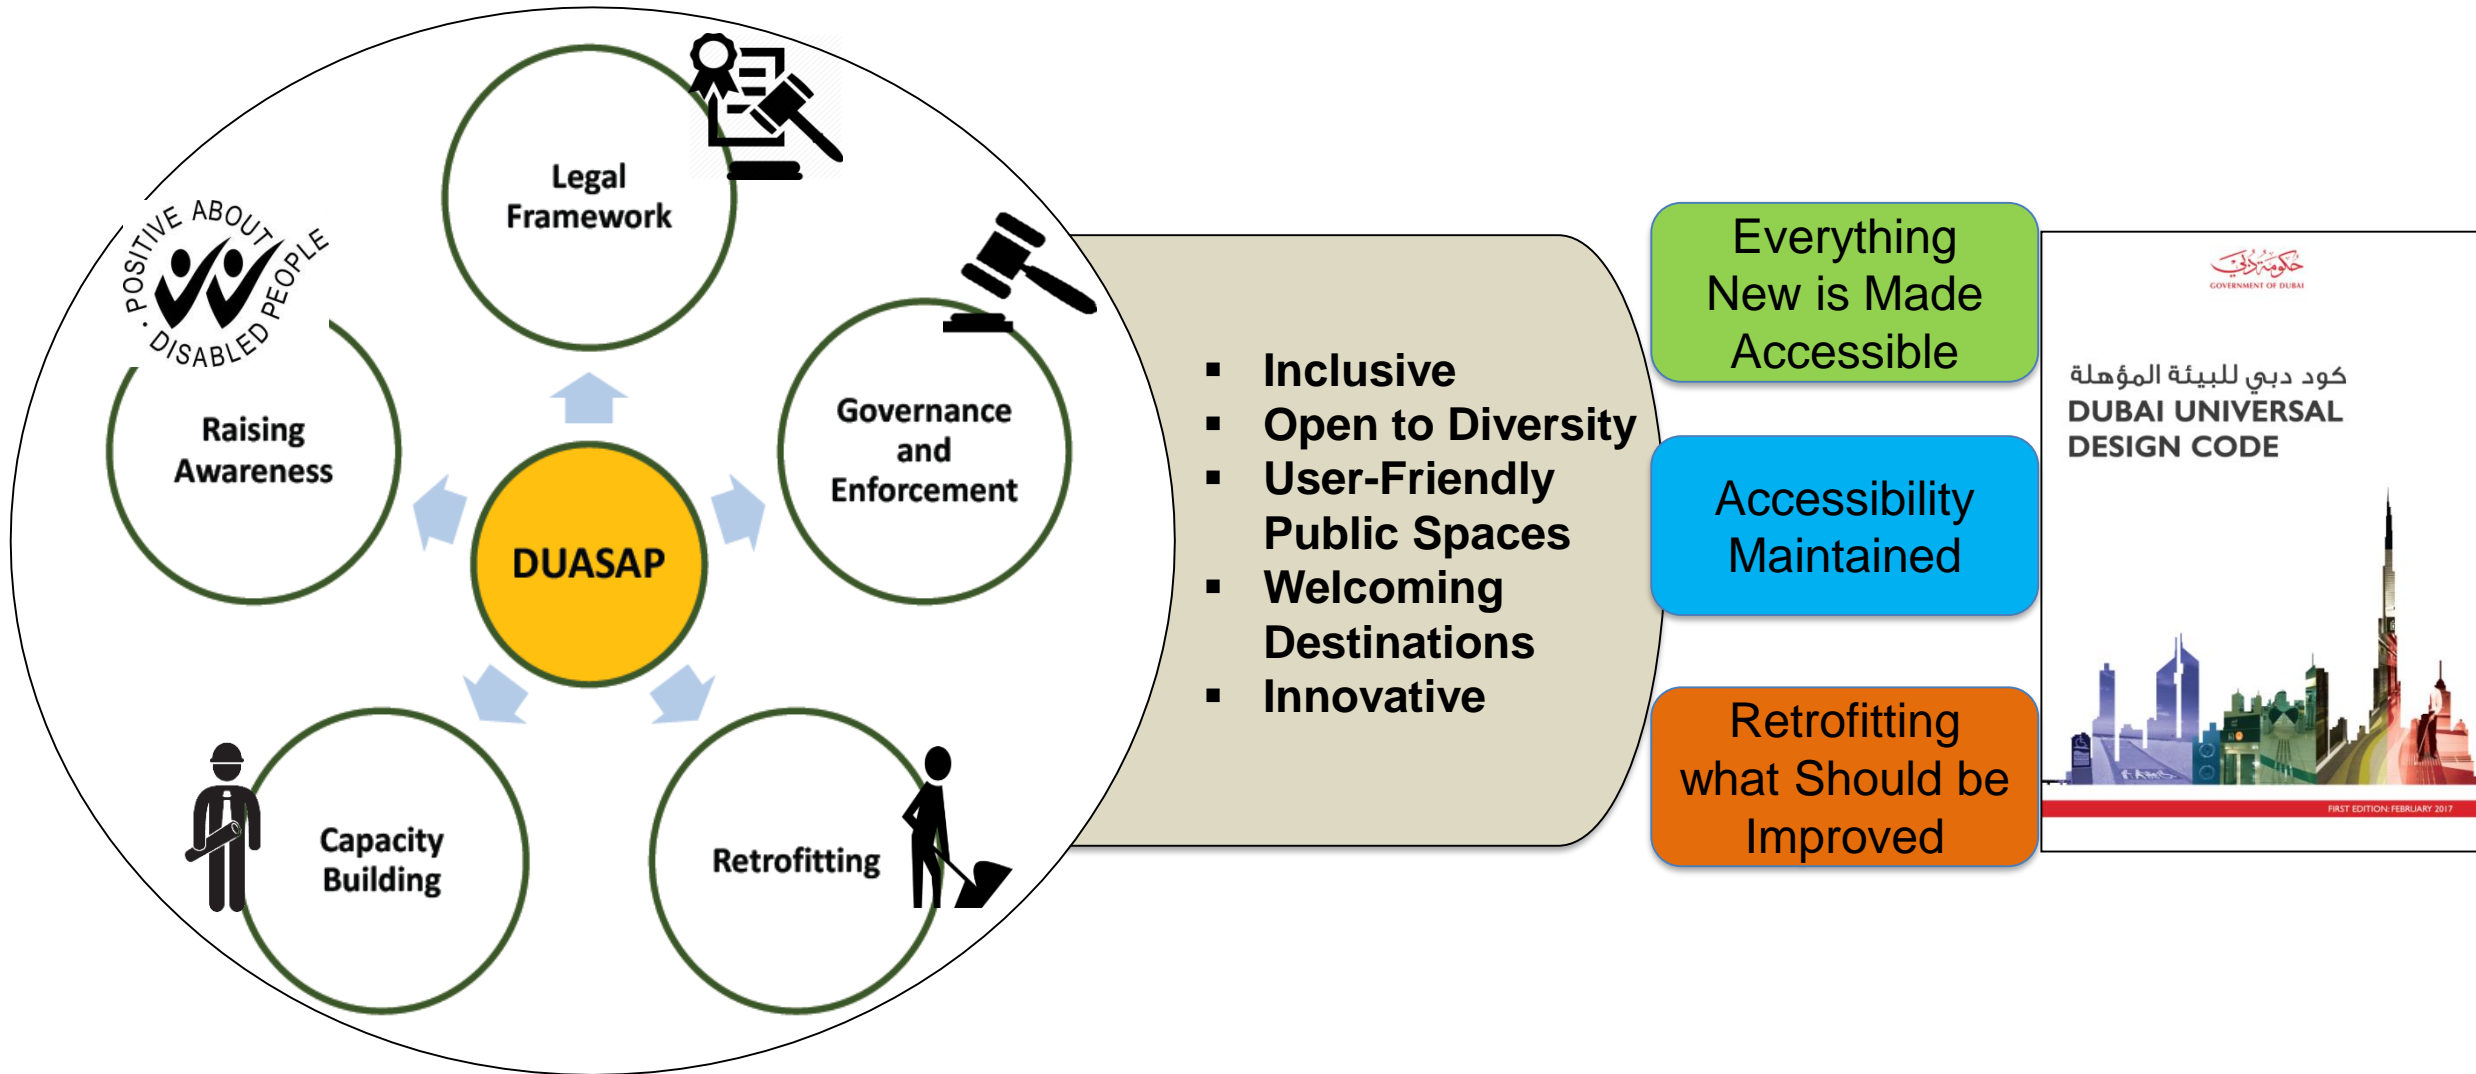 Legal
Framework
POSITIVE ABOUT
DISABLED PEOPLE
Raising
Awareness
Governance
and
Enforcement
DUASAP
Capacity
Building
Retrofitting
▪ Inclusive
▪ Open to Diversity
▪ User-Friendly
Public Spaces
▪ Welcoming
Destinations
▪ Innovative
Everything
New is Made
Accessible
Accessibility
Maintained
Retrofitting
what Should be
Improved
حكومة دبي
GOVERNMENT OF DUBAI
كود دبي للبيئة المؤهلة
DUBAI UNIVERSAL
DESIGN CODE
FIRST EDITION: FEBRUARY 2017